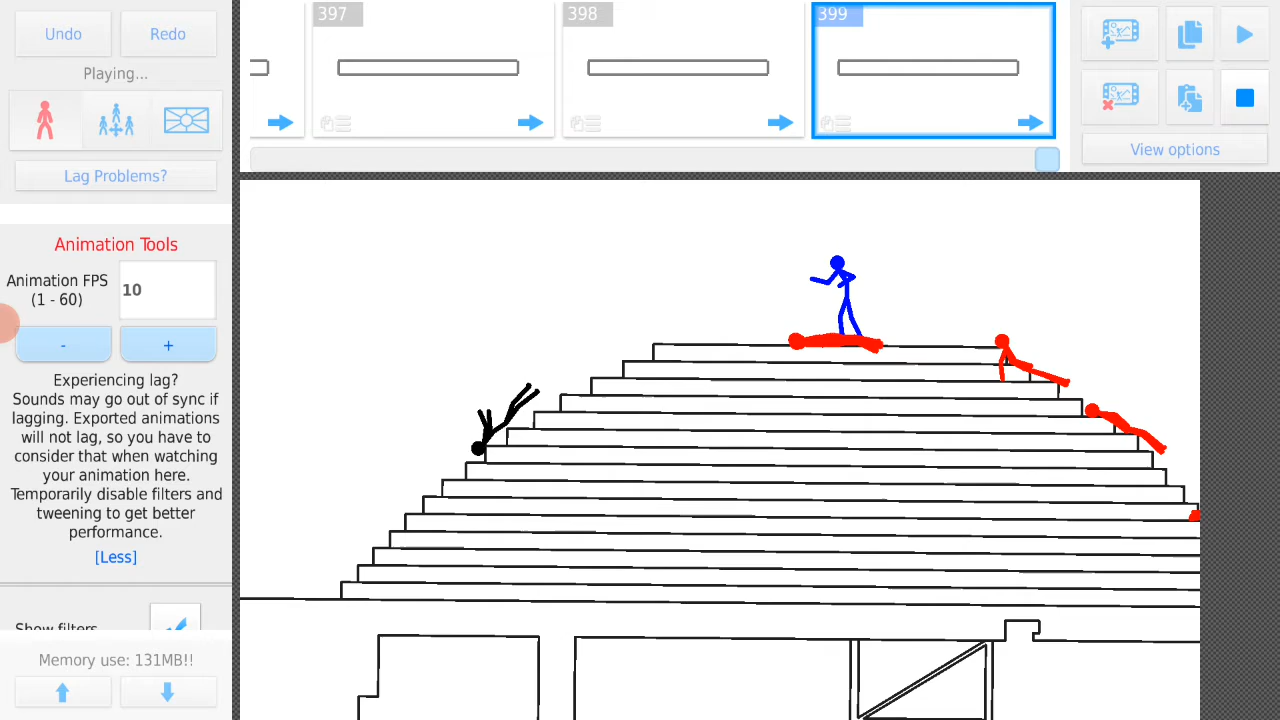 Undo
Redo
Playing...
Lag Problems?
Animation Tools
Animation FPS
(1 - 60)
10
-
+
Experiencing lag?
Sounds may go out of sync if
lagging. Exported animations
will not lag, so you have to
consider that when watching
your animation here.
Temporarily disable filters and
tweening to get better
performance.
[Less]
Show filters
Memory use: 131MB!!
397
398
399
View options